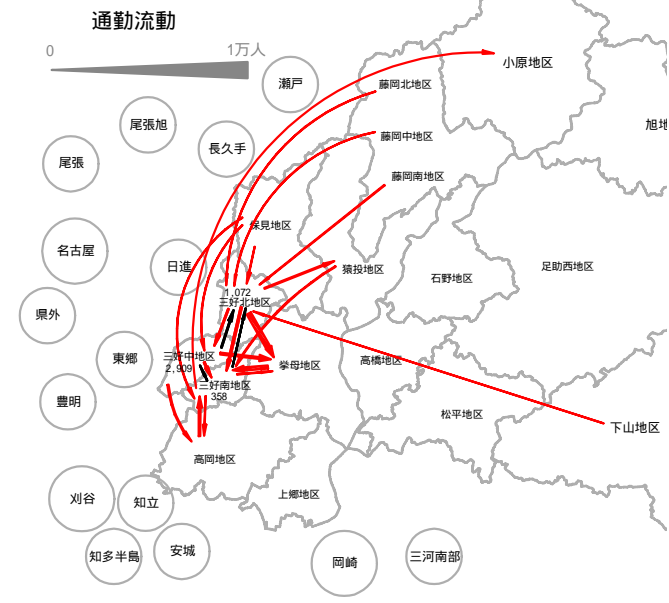 通勤流動
0
1万人
瀬戸
小原地区
藤岡北地区
尾張旭
旭地
藤岡中地区
長久手
尾張
藤岡南地区
保見地区
名古屋
日進
猿投地区
足助西地区
石野地区
1,072
三好北地区
県外
三好中地区
2,909
東郷
挙母地区
高橋地区
三好南地区
358
豊明
松平地区
下山地区
高岡地区
上郷地区
刈谷
知立
知多半島
安城
岡崎
三河南部